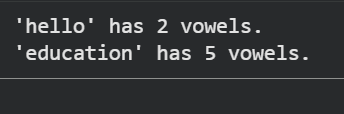 'hello' has 2 vowels.
'education' has 5 vowels.